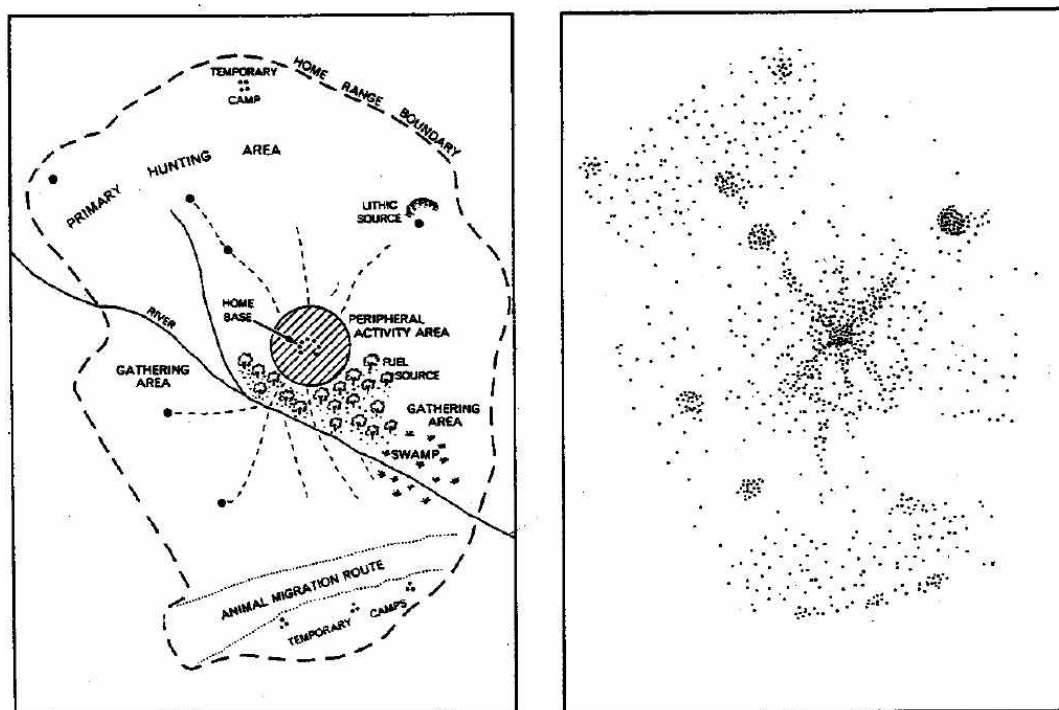 HOME RANGE BOUNDARY
TEMPORARY
CAMP
PRIMARY HUNTING AREA
LITHIC
SOURCE
HOME
BASE
RIVER
PERIPHERAL
ACTIVITY AREA
FUEL
SOURCE
GATHERING
AREA
GATHERING
AREA
SWAMP
ANIMAL MIGRATION ROUTE
TEMPORARY CAMPS